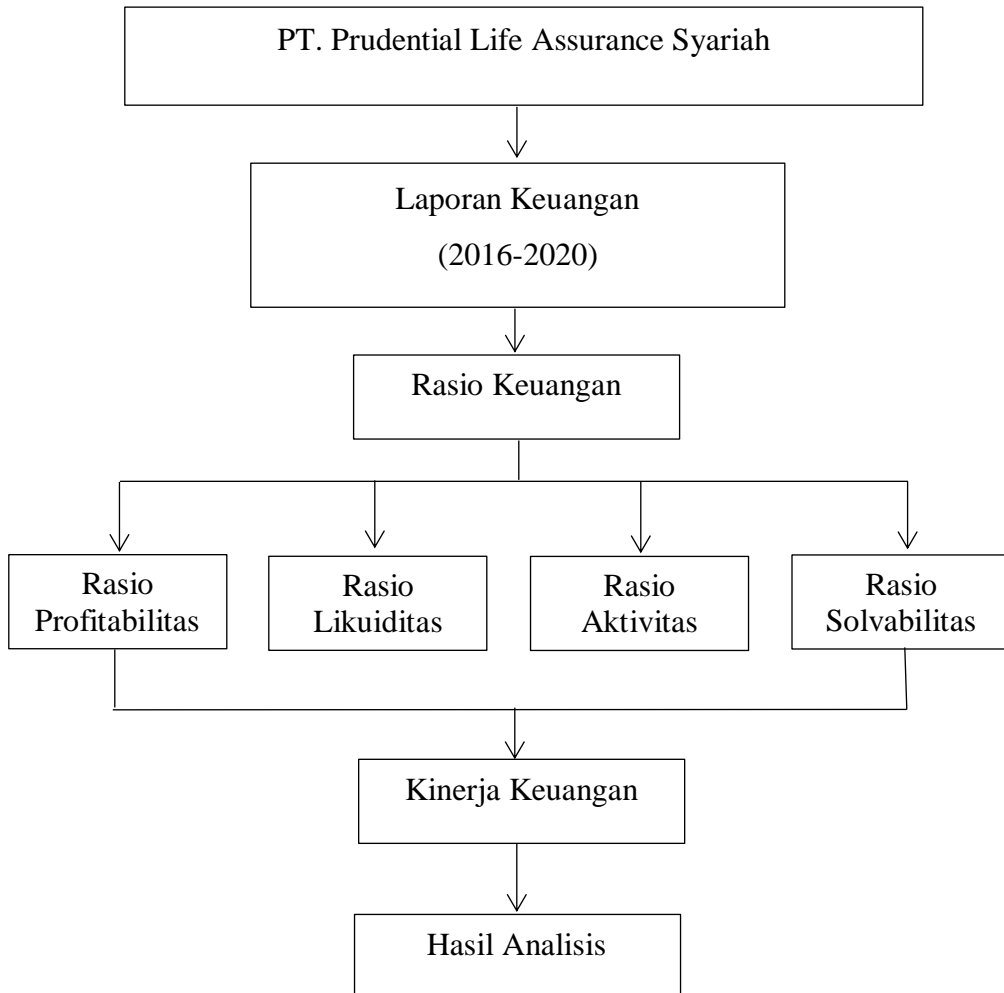 PT. Prudential Life Assurance Syariah
Laporan Keuangan
(2016-2020)
Rasio Keuangan
Rasio
Profitabilitas
Rasio
Likuiditas
Rasio
Aktivitas
Rasio
Solvabilitas
Kinerja Keuangan
Hasil Analisis